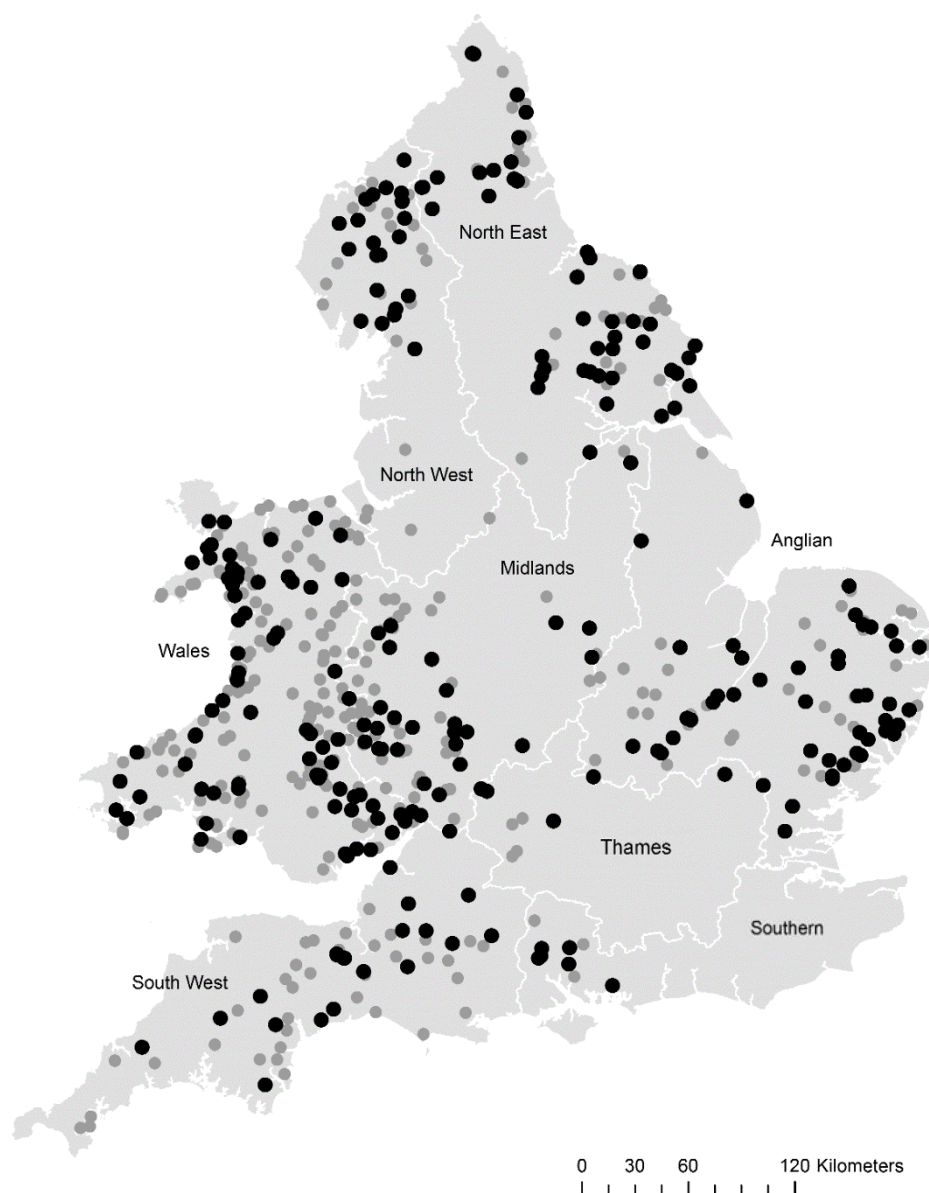 North East
North West
Anglian
Midlands
Wales
Thames
Southern
South West
0 30 60 120 Kilometers